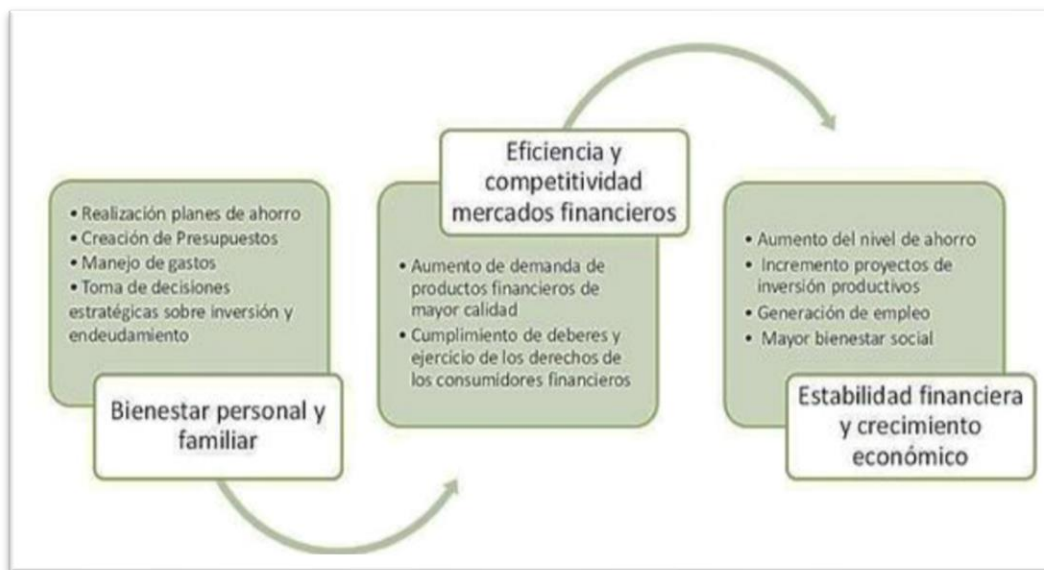 • Realización planes de ahorro
• Creación de Presupuestos
• Manejo de gastos
• Toma de decisiones
estratégicas sobre inversión y
endeudamiento
Bienestar personal y
familiar
Eficiencia y
competitividad
mercados financieros
• Aumento de demanda de
productos financieros de
mayor calidad
• Cumplimiento de deberes y
ejercicio de los derechos de
los consumidores financieros
• Aumento del nivel de ahorro
• Incremento proyectos de
inversión productivos
• Generación de empleo
• Mayor bienestar social
Estabilidad financiera
y crecimiento
económico